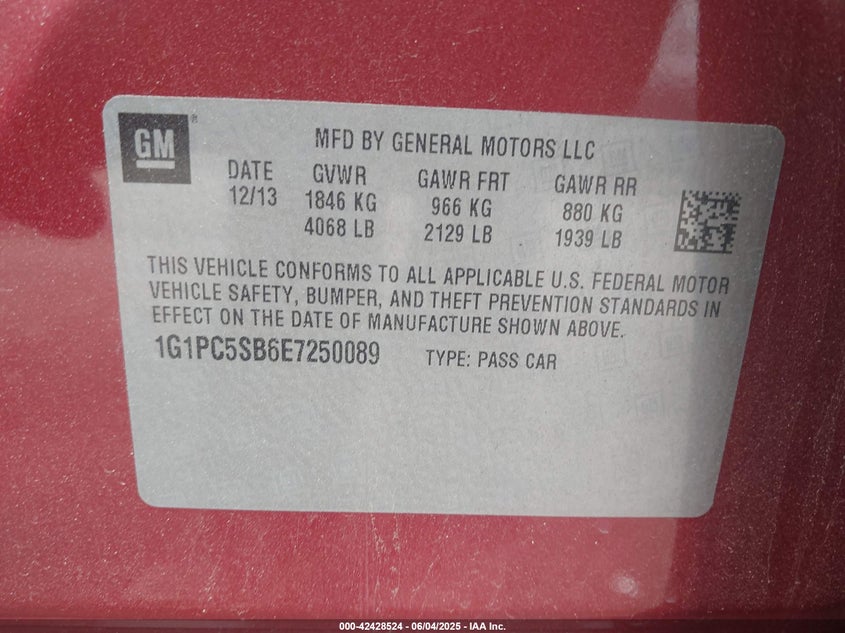 GM
®
MFD BY GENERAL MOTORS LLC
DATE GVWR GAWR FRT GAWR RR
12/13 1846 KG 966 KG 880 KG
4068 LB 2129 LB 1939 LB
THIS VEHICLE CONFORMS TO ALL APPLICABLE U.S. FEDERAL MOTOR
VEHICLE SAFETY, BUMPER, AND THEFT PREVENTION STANDARDS IN
EFFECT ON THE DATE OF MANUFACTURE SHOWN ABOVE.
1G1PC5SB6E7250089 TYPE: PASS CAR
000-42428524 | 06/04/2025 - IAA Inc.